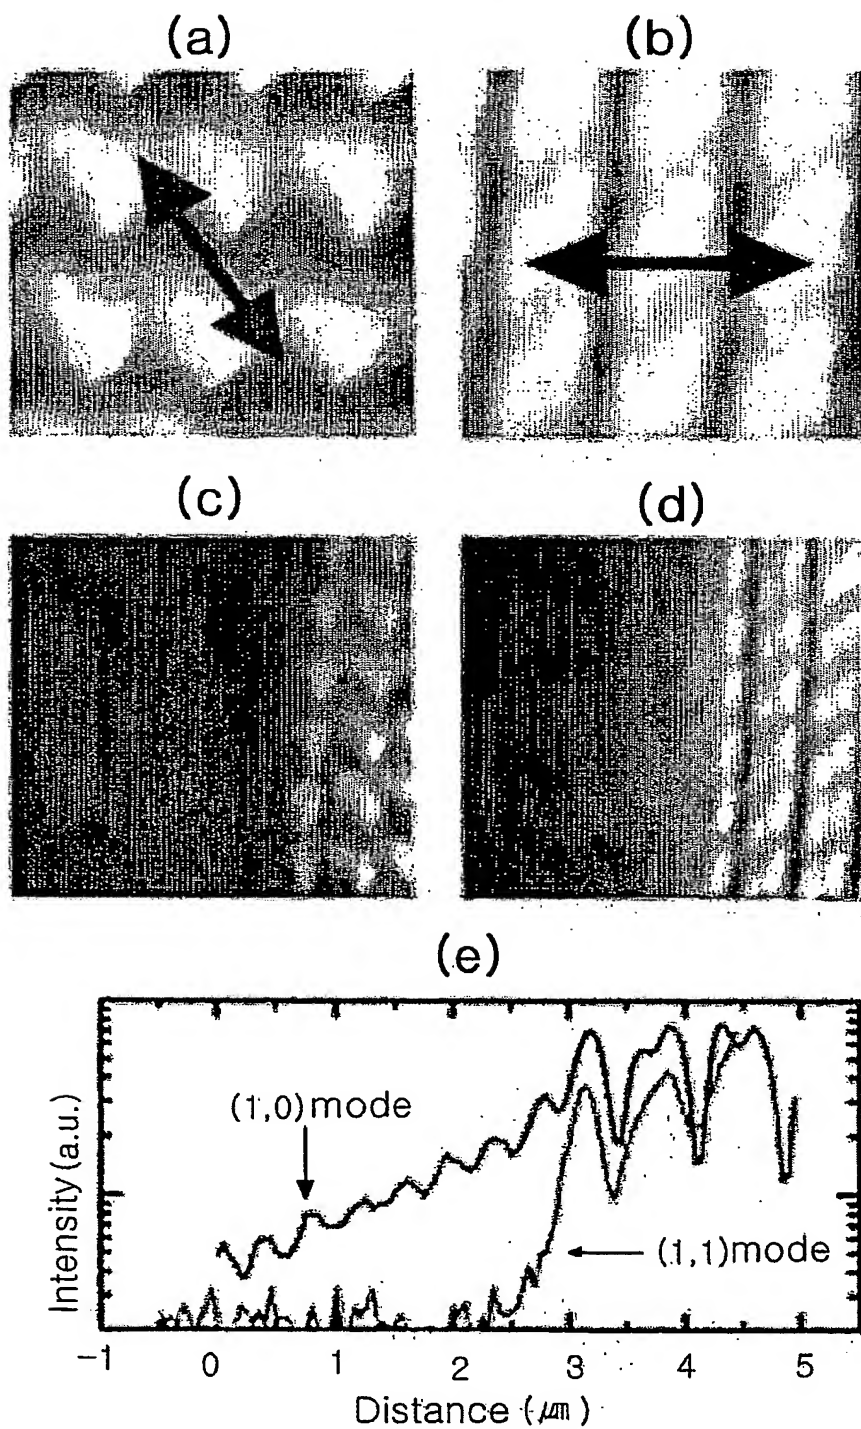 (a) (b)
(c) (d)
(e)
(1,0)mode
(1,1)mode
Intensity(a.u.)
-1 0 1 2 3 4 5
Distance (㎛)